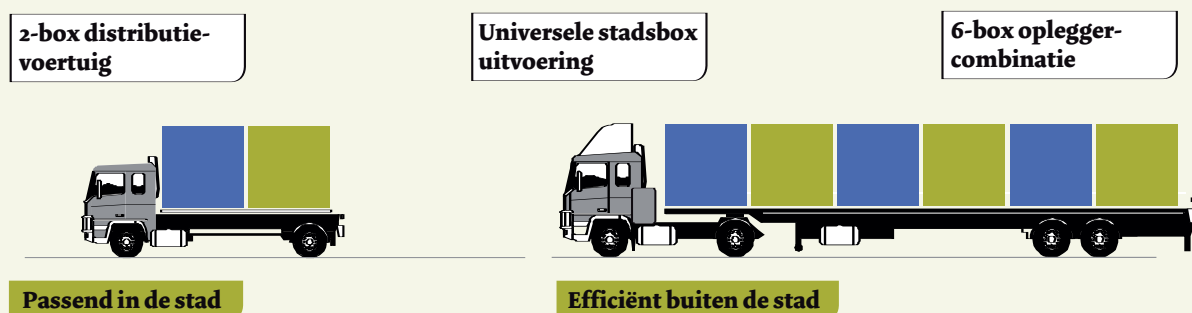 2-box distributie-
voertuig
Universele stadsbox
uitvoering
6-box oplegger-
combinatie
Passend in de stad
Efficiënt buiten de stad